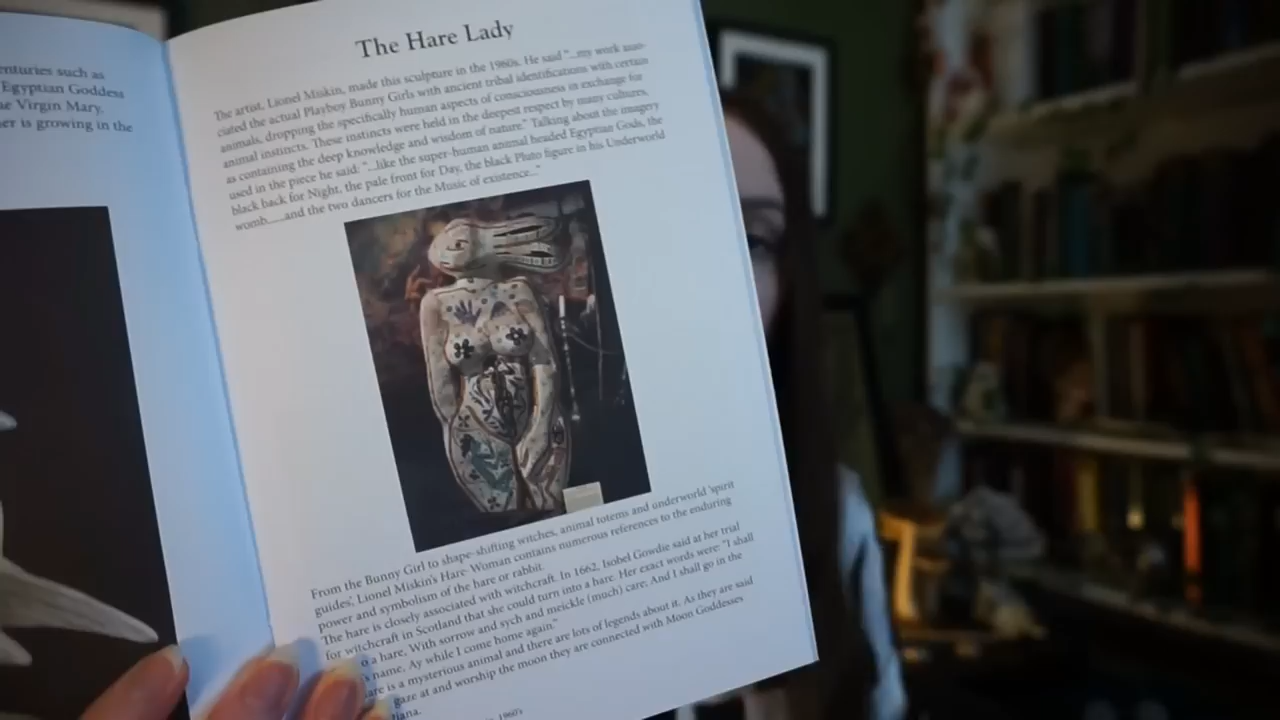 enturies such as
Egyptian Goddess
e Virgin Mary,
er is growing in the
The Hare Lady
The artist, Lionel Miskin, made this sculpture in the 1960s. He said "...my work asso-
ciated the actual Playboy Bunny Girls with ancient tribal identifications with certain
animals, dropping the specifically human aspects of consciousness in exchange for
animal instincts. These instincts were held in the deepest respect by many cultures,
as containing the deep knowledge and wisdom of nature." Talking about the imagery
used in the piece he said: "...like the super-human animal headed Egyptian Gods, the
black back for Night, the pale front for Day, the black Pluto figure in his Underworld
womb.....and the two dancers for the Music of existence..."
From the Bunny Girl to shape-shifting witches, animal totems and underworld 'spirit
guides', Lionel Miskin's Hare-Woman contains numerous references to the enduring
power and symbolism of the hare or rabbit.
The hare is closely associated with witchcraft. In 1662, Isobel Gowdie said at her trial
for witchcraft in Scotland that she could turn into a hare. Her exact words were: "I shall
o a hare, With sorrow and sych and meickle (much) care; And I shall go in the
's name, Ay while I come home again."
are is a mysterious animal and there are lots of legends about it. As they are said
gaze at and worship the moon they are connected with Moon Goddesses
iana.
1960's